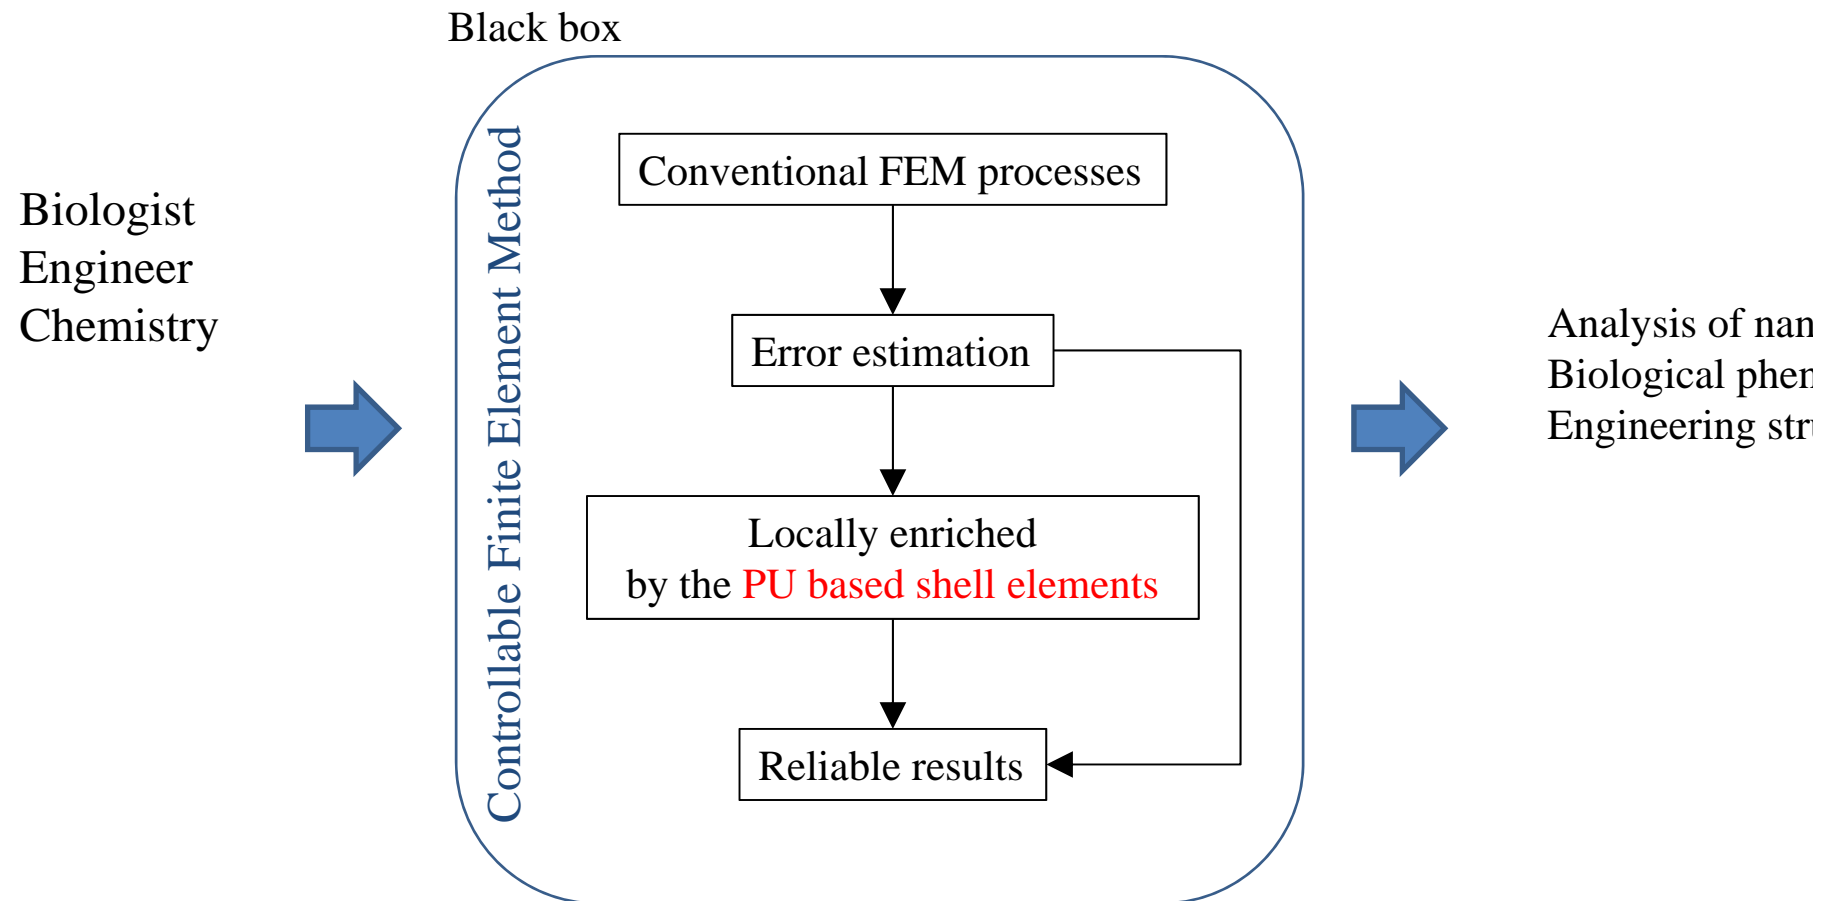 Black box
Biologist
Engineer
Chemistry
Controllable Finite Element Method
Conventional FEM processes
Error estimation
Locally enriched
by the PU based shell elements
Reliable results
Analysis of
Biological
Engineering